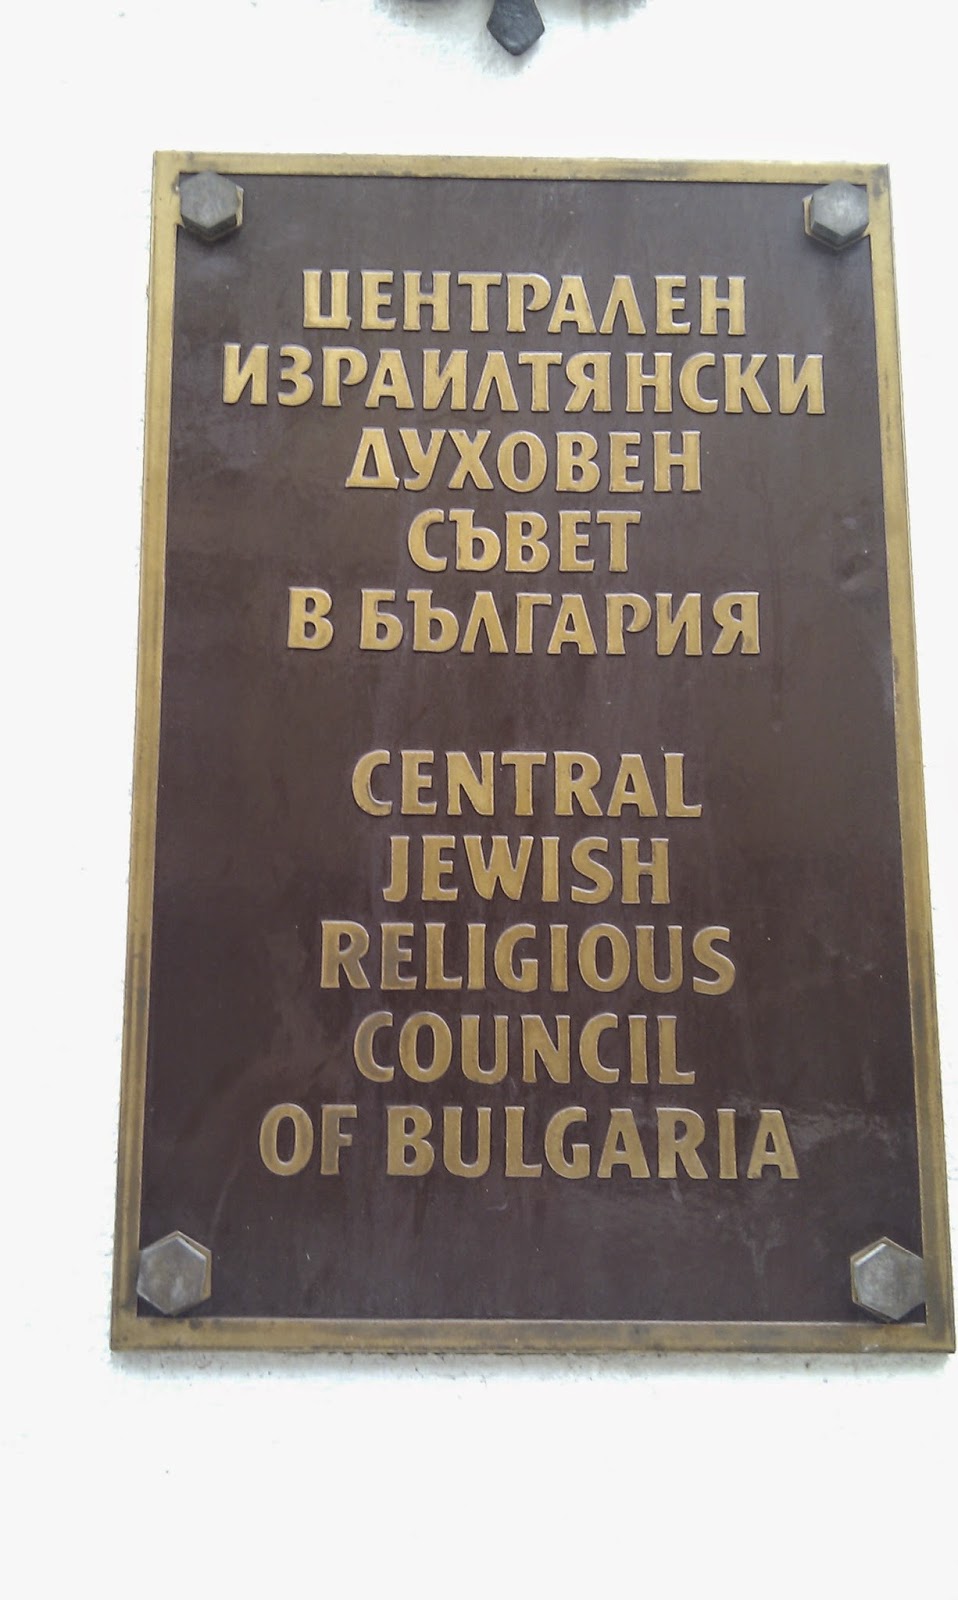 ЦЕНТРАЛЕН
ИЗРАИЛТЯНСКИ
ДУХОВЕН
СЪВЕТ
В БЪЛГАРИЯ
CENTRAL
JEWISH
RELIGIOUS
COUNCIL
OF BULGARIA